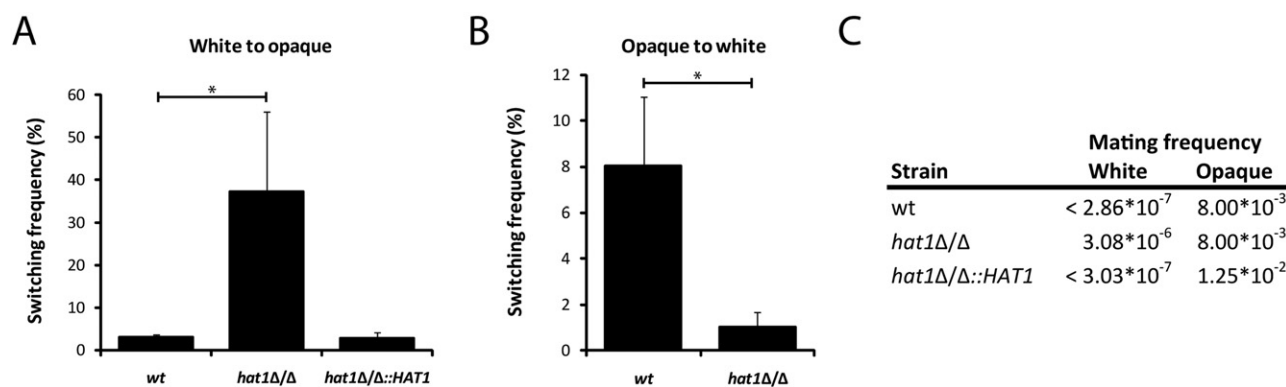 A
White to opaque
*
Switching frequency (%)
60
50
40
30
20
10
0
wt
hat1Δ/Δ
hat1Δ/Δ::HAT1
B
Opaque to white
*
Switching frequency (%)
12
10
8
6
4
2
0
wt
hat1Δ/Δ
C
Mating frequency
Strain White Opaque
wt < 2.86*10⁻⁷ 8.00*10⁻³
hat1Δ/Δ 3.08*10⁻⁶ 8.00*10⁻³
hat1Δ/Δ::HAT1 < 3.03*10⁻⁷ 1.25*10⁻²